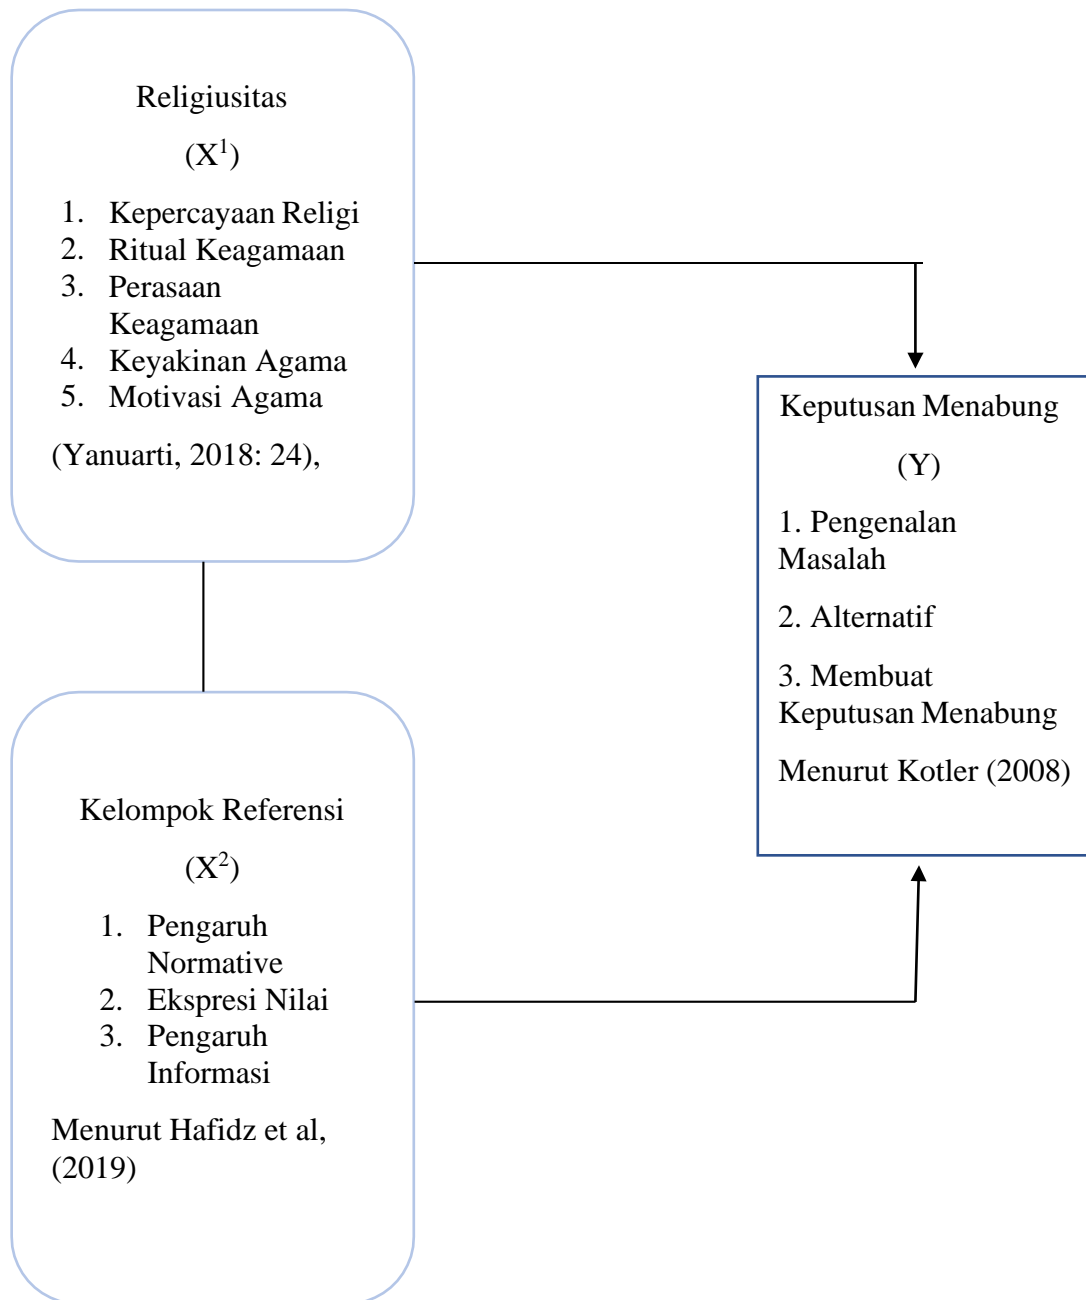 Religiusitas
(X¹)
1. Kepercayaan Religi
2. Ritual Keagamaan
3. Perasaan
Keagamaan
4. Keyakinan Agama
5. Motivasi Agama
(Yanuarti, 2018: 24),
Keputusan Menabung
(Y)
1. Pengenalan
Masalah
2. Alternatif
3. Membuat
Keputusan Menabung
Menurut Kotler (2008)
Kelompok Referensi
(X²)
1. Pengaruh
Normative
2. Ekspresi Nilai
3. Pengaruh
Informasi
Menurut Hafidz et al,
(2019)